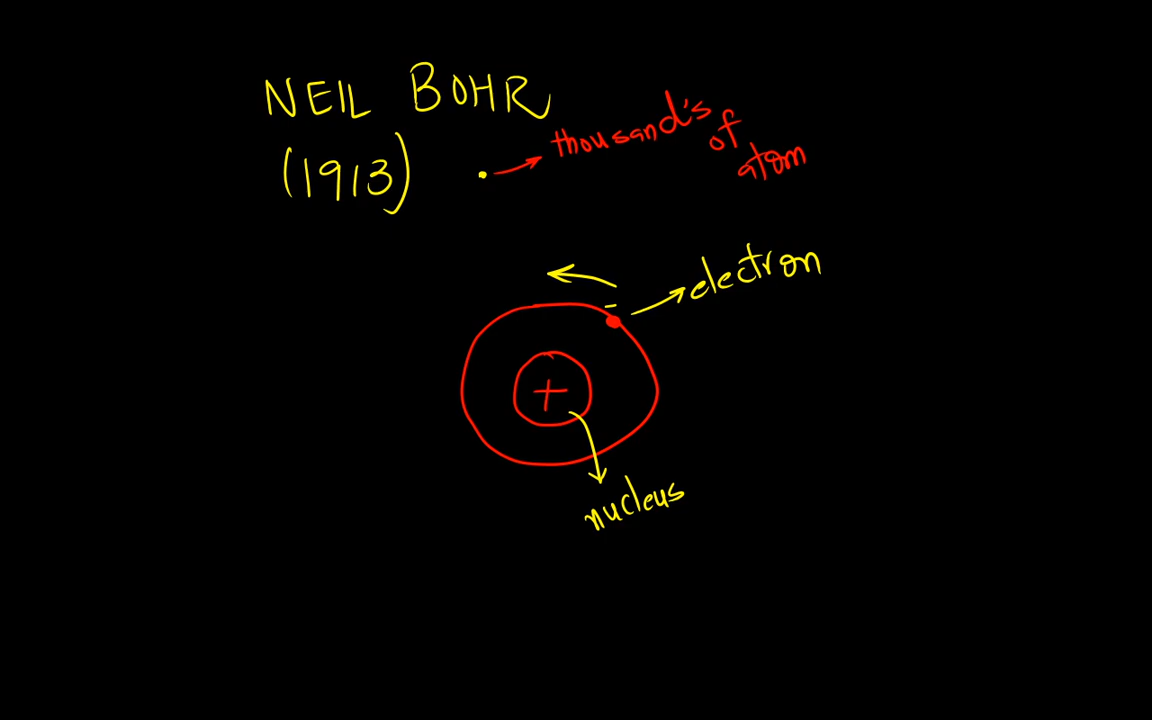 NEIL BOHR
(1913)
thousand's
of
atom
electron
-
+
nucleus